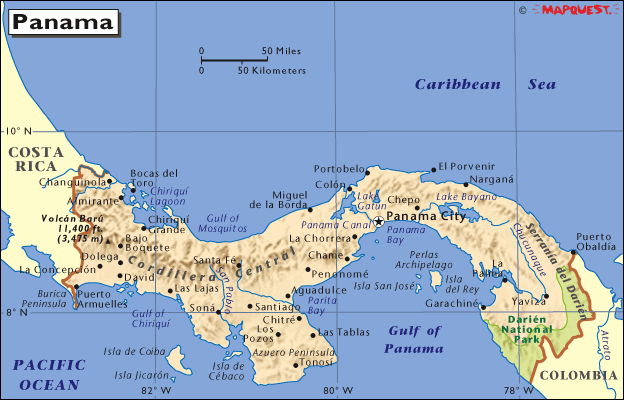 Panama
© MAPQUEST.
50 Miles
0
0
50 Kilometers
Caribbean Sea
10°N
COSTA
RICA
Changuinola
Bocas del
Toro
Almirante
Chiriquí
Lagoon
Volcán Barú
11,400 ft.
(3,475 m)
Chiriquí
Grande
Bajo
Boquete
Dolega
La Concepción
David
Burica
Peninsula
Puerto
Armuelles
8°N
Gulf of
Chiriquí
Gulf of
Mosquitos
Cordillera Central
Santa Fé
San Pablo
Las Lajas
Soná
Miguel
de la Borda
Portobelo
Colón
El Porvenir
Narganá
Lake
Gatún
Chepo
Lake Bayano
Panama Canal
Panama City
Panama
Bay
La Chorrera
Chame
Penanomé
Aguadulce
Santiago
Parita
Bay
Chitré
Los
Pozos
Las Tablas
Azuero Peninsula
Tonosí
Isla de Coiba
Isla Jicarón
Isla de
Cébaco
Perlas
Archipelago
Isla San José
Isla
del Rey
Gulf of
Panama
Garachiné
La
Palma
Chucunaque
Serranía del Darién
Puerto
Obaldía
Yaviza
Darién
National
Park
Atrato
8°N
COLOMBIA
PACIFIC
OCEAN
82°W
80°W
78°W